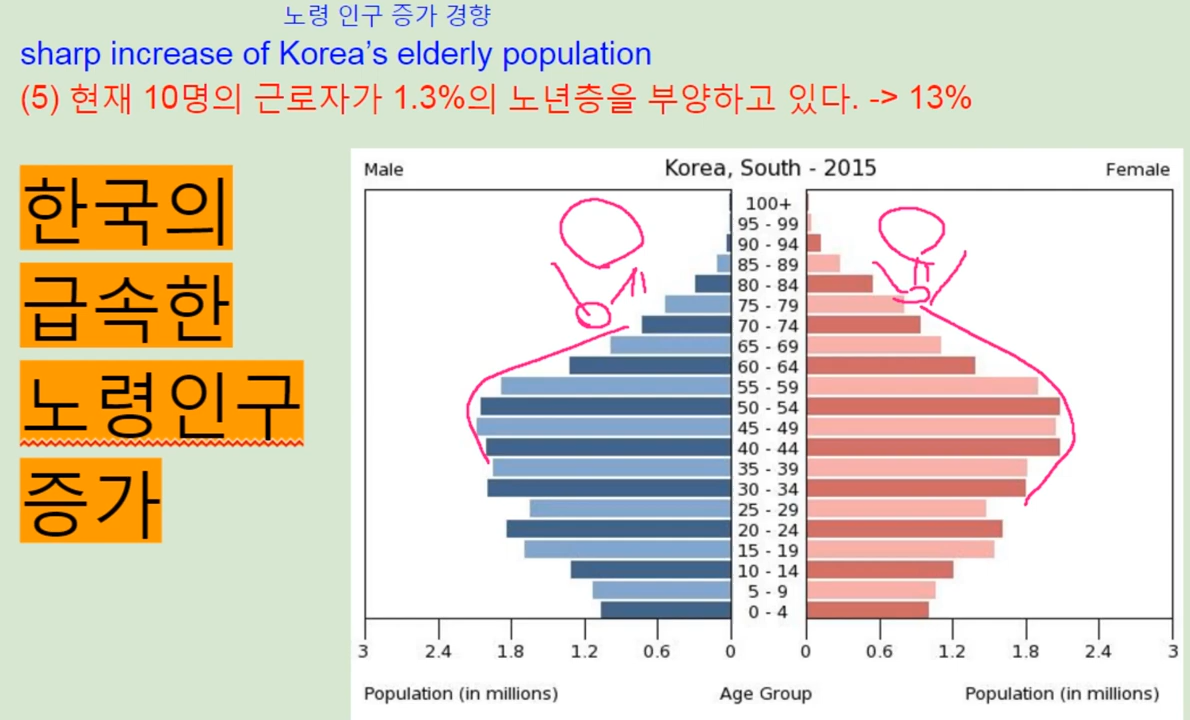 노령 인구 증가 경향
sharp increase of Korea’s elderly population
(5) 현재 10명의 근로자가 1.3%의 노년층을 부양하고 있다. -> 13%
한국의
급속한
노령인구
증가
Male Korea, South - 2015 Female
100+
95 - 99
90 - 94
85 - 89
80 - 84
75 - 79
70 - 74
65 - 69
60 - 64
55 - 59
50 - 54
45 - 49
40 - 44
35 - 39
30 - 34
25 - 29
20 - 24
15 - 19
10 - 14
5 - 9
0 - 4
3 2.4 1.8 1.2 0.6 0 0 0.6 1.2 1.8 2.4 3
Population (in millions) Age Group Population (in millions)